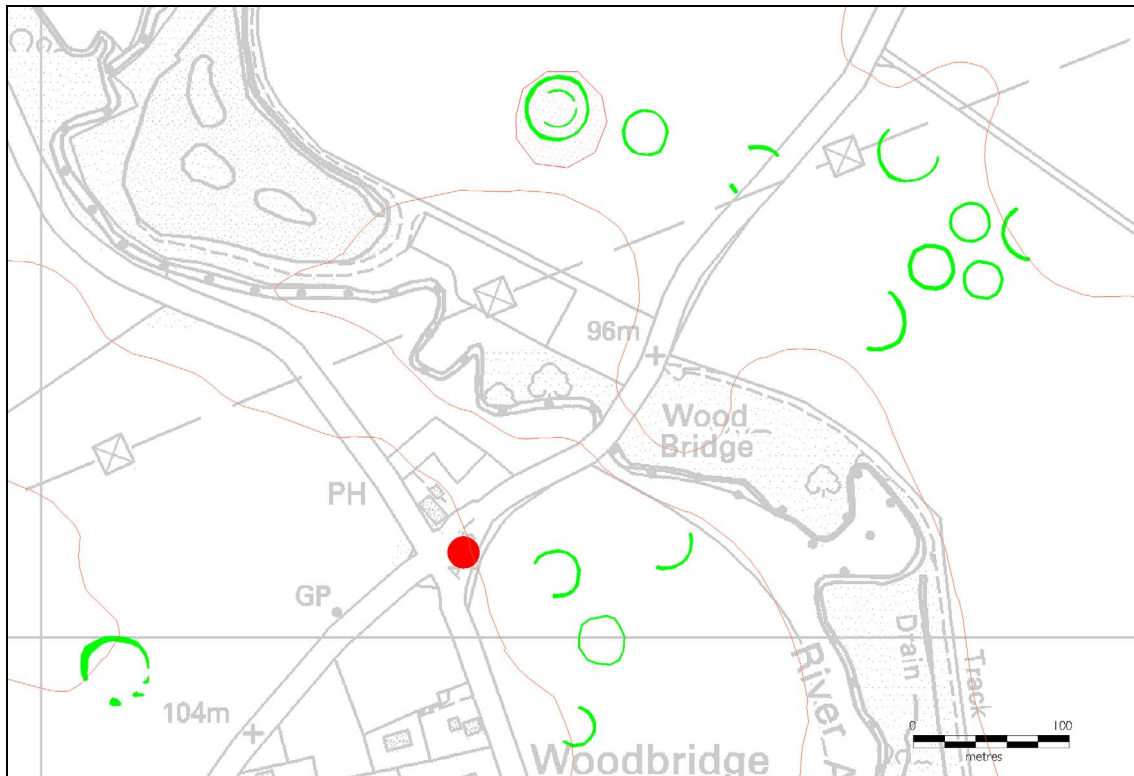 96m
Wood
Bridge
PH
GP
104m
Woodbridge
River
Drain
Track
0 100
metres